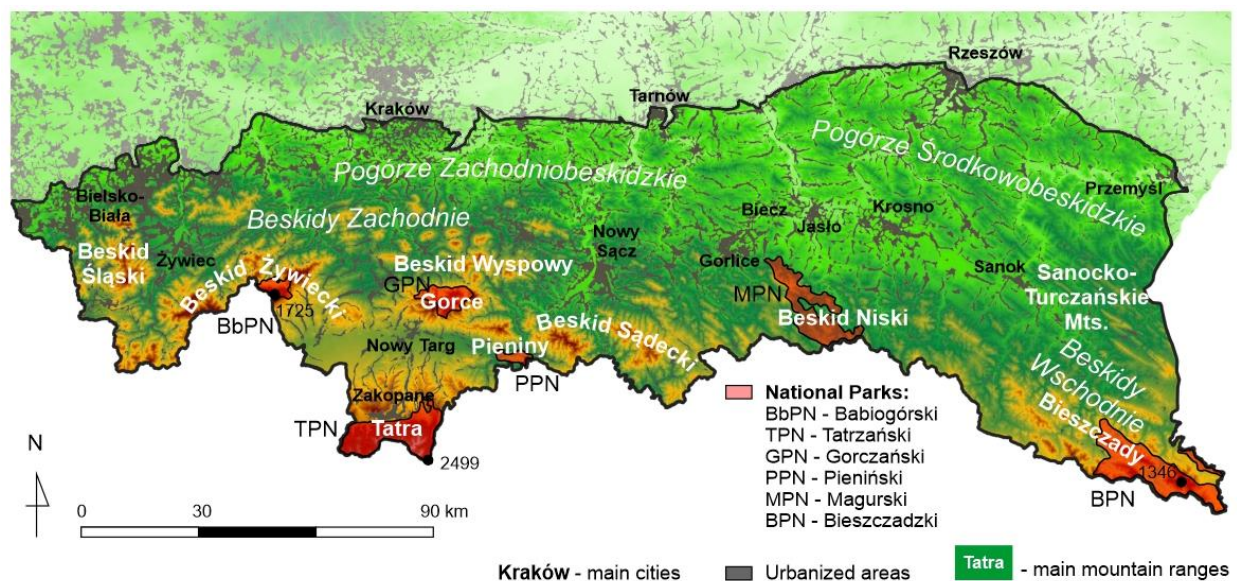 Rzeszów
Kraków
Tarnów
Pogórze Zachodniobeskidzkie
Pogórze Środkowobeskidzkie
Przemyśl
Bielsko-
Biała
Beskidy Zachodnie
Biecz
Krosno
Jasło
Nowy
Sącz
Beskid
Śląski
Żywiec
Beskid Żywiecki
Beskid Wyspowy
Gorlice
Sanok
Sanocko-
Turczańskie
Mts.
GPN
Gorce
MPN
1725
BbPN
Beskid Niski
Nowy Targ
Pieniny
Beskid Sądecki
PPN
Beskidy
Wschodnie
Zakopane
TPN
Tatra
2499
Bieszczady
1346
BPN
National Parks:
BbPN - Babiogórski
TPN - Tatrzański
GPN - Gorczański
PPN - Pieniński
MPN - Magurski
BPN - Bieszczadzki
N
0 30 90 km
Kraków - main cities
Urbanized areas
Tatra - main mountain ranges